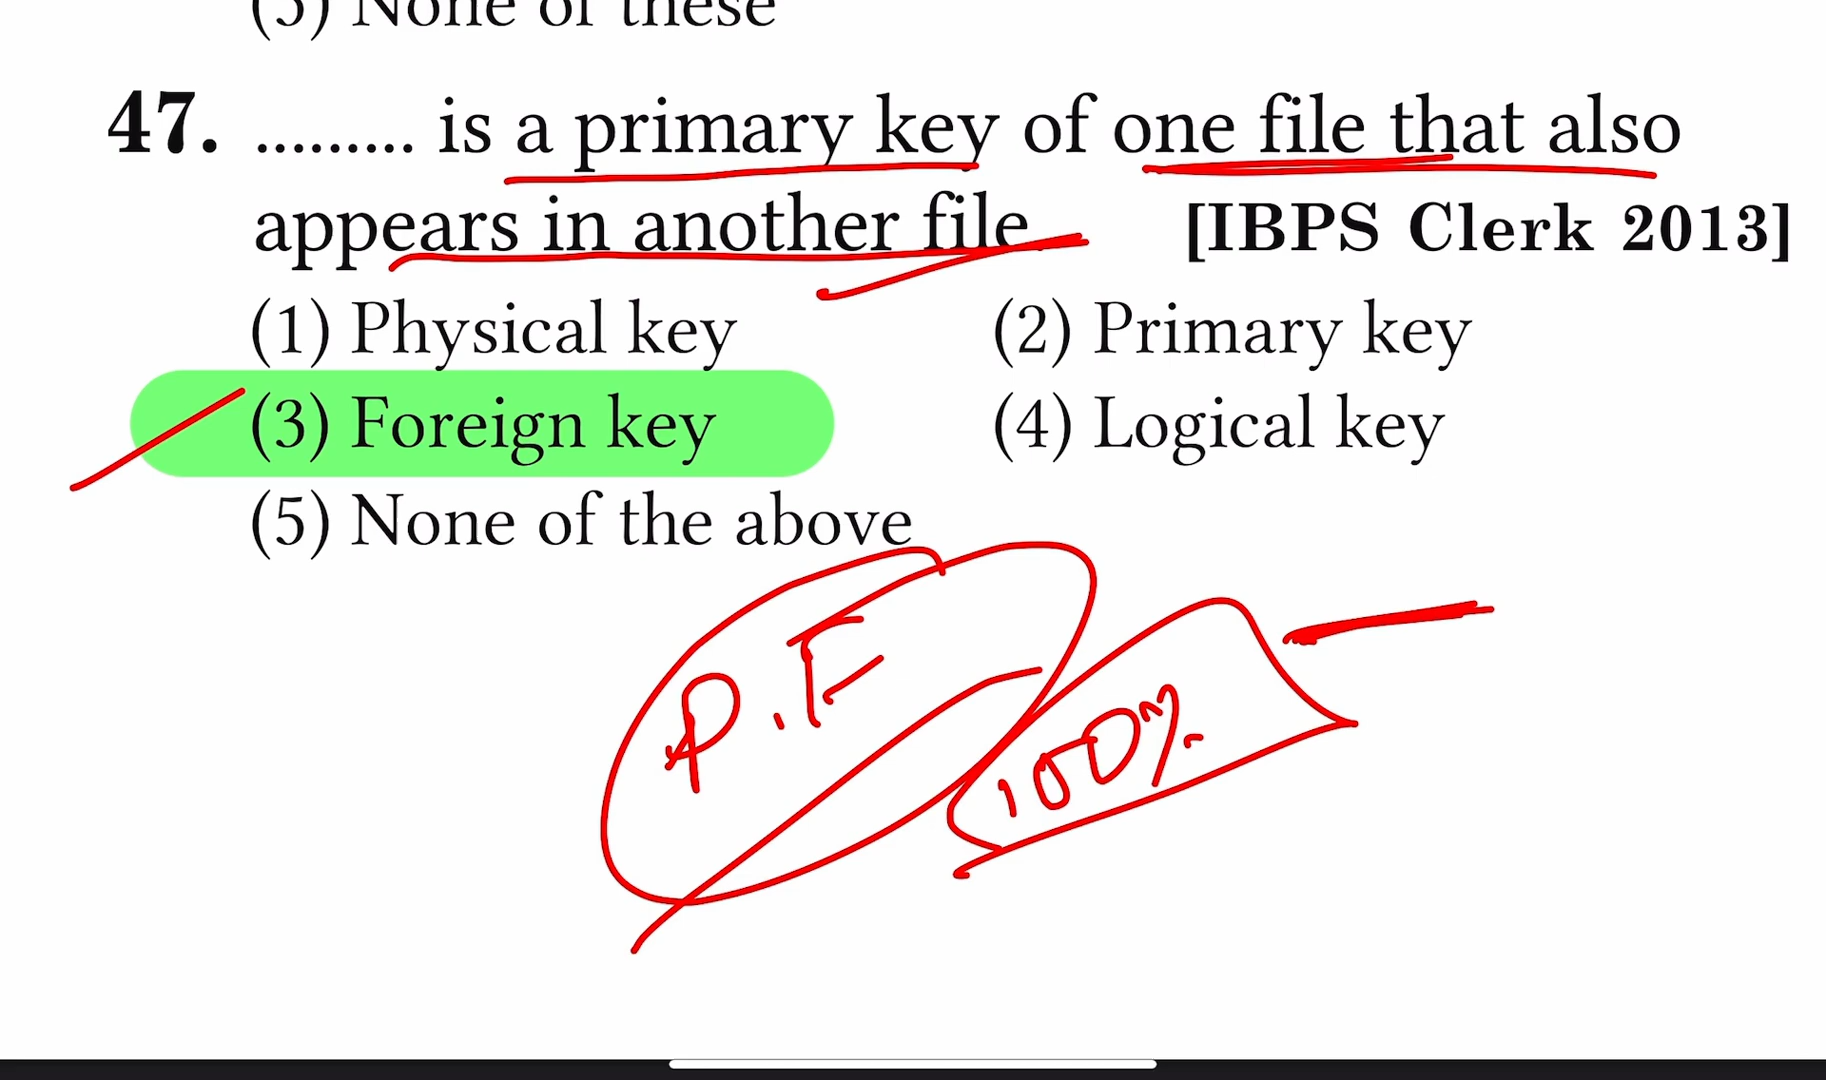 (5) None of these
47. ......... is a primary key of one file that also
appears in another file [IBPS Clerk 2013]
(1) Physical key (2) Primary key
(3) Foreign key (4) Logical key
(5) None of the above
P.F
100%